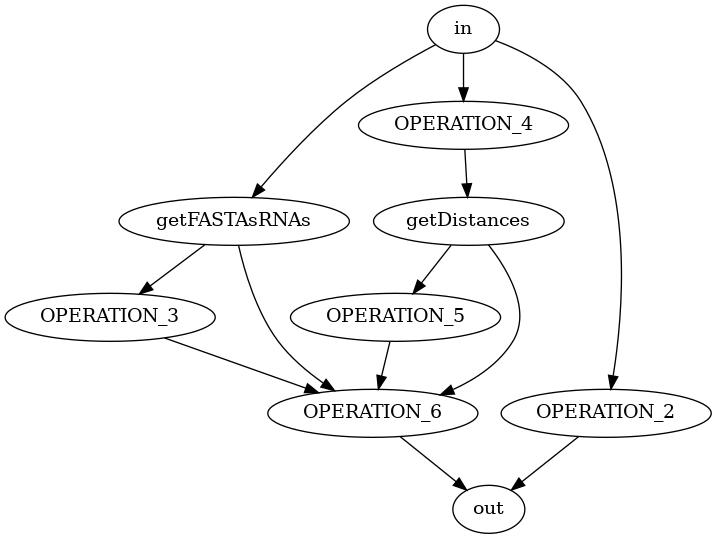 in
OPERATION_4
getFASTAsRNAs
getDistances
OPERATION_3
OPERATION_5
OPERATION_6
OPERATION_2
out